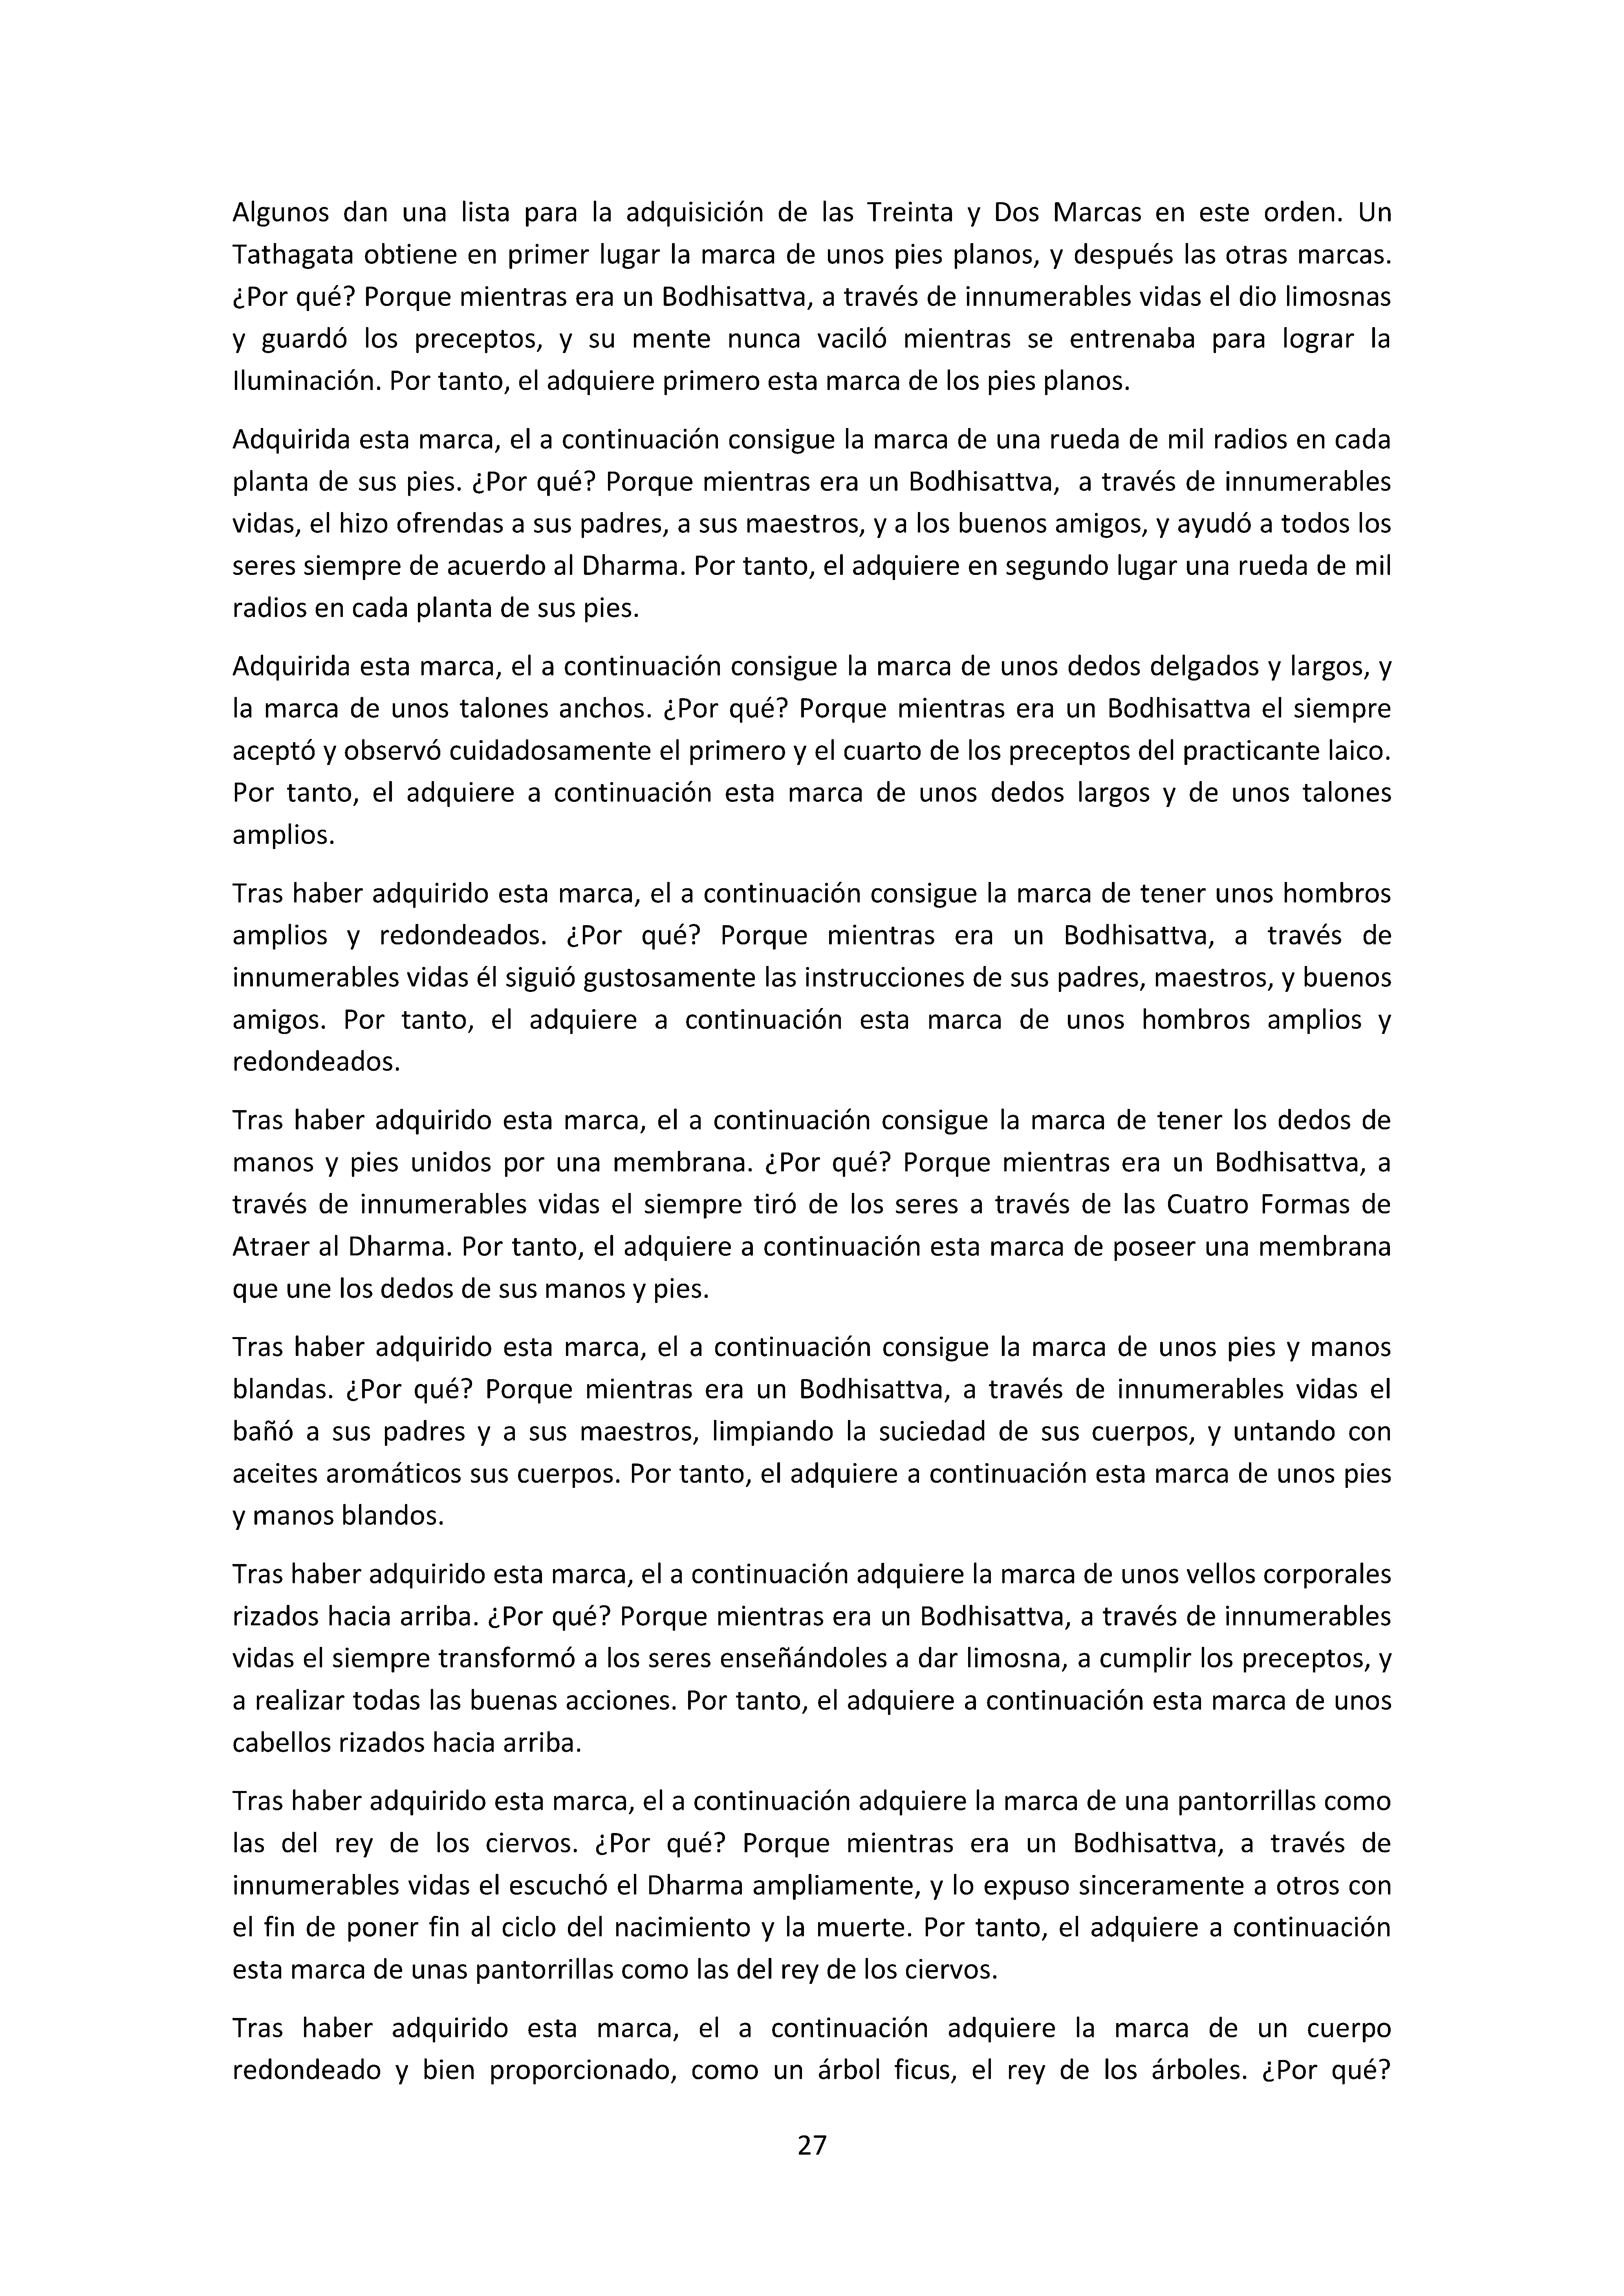 Algunos dan una lista para la adquisición de las Treinta y Dos Marcas en este orden. Un
Tathagata obtiene en primer lugar la marca de unos pies planos, y después las otras marcas.
¿Por qué? Porque mientras era un Bodhisattva, a través de innumerables vidas el dio limosnas
y guardó los preceptos, y su mente nunca vaciló mientras se entrenaba para lograr la
Iluminación. Por tanto, el adquiere primero esta marca de los pies planos.
Adquirida esta marca, el a continuación consigue la marca de una rueda de mil radios en cada
planta de sus pies. ¿Por qué? Porque mientras era un Bodhisattva, a través de innumerables
vidas, el hizo ofrendas a sus padres, a sus maestros, y a los buenos amigos, y ayudó a todos los
seres siempre de acuerdo al Dharma. Por tanto, el adquiere en segundo lugar una rueda de mil
radios en cada planta de sus pies.
Adquirida esta marca, el a continuación consigue la marca de unos dedos delgados y largos, y
la marca de unos talones anchos. ¿Por qué? Porque mientras era un Bodhisattva el siempre
aceptó y observó cuidadosamente el primero y el cuarto de los preceptos del practicante laico.
Por tanto, el adquiere a continuación esta marca de unos dedos largos y de unos talones
amplios.
Tras haber adquirido esta marca, el a continuación consigue la marca de tener unos hombros
amplios y redondeados. ¿Por qué? Porque mientras era un Bodhisattva, a través de
innumerables vidas él siguió gustosamente las instrucciones de sus padres, maestros, y buenos
amigos. Por tanto, el adquiere a continuación esta marca de unos hombros amplios y
redondeados.
Tras haber adquirido esta marca, el a continuación consigue la marca de tener los dedos de
manos y pies unidos por una membrana. ¿Por qué? Porque mientras era un Bodhisattva, a
través de innumerables vidas el siempre tiró de los seres a través de las Cuatro Formas de
Atraer al Dharma. Por tanto, el adquiere a continuación esta marca de poseer una membrana
que une los dedos de sus manos y pies.
Tras haber adquirido esta marca, el a continuación consigue la marca de unos pies y manos
blandas. ¿Por qué? Porque mientras era un Bodhisattva, a través de innumerables vidas el
bañó a sus padres y a sus maestros, limpiando la suciedad de sus cuerpos, y untando con
aceites aromáticos sus cuerpos. Por tanto, el adquiere a continuación esta marca de unos pies
y manos blandos.
Tras haber adquirido esta marca, el a continuación adquiere la marca de unos vellos corporales
rizados hacia arriba. ¿Por qué? Porque mientras era un Bodhisattva, a través de innumerables
vidas el siempre transformó a los seres enseñándoles a dar limosna, a cumplir los preceptos, y
a realizar todas las buenas acciones. Por tanto, el adquiere a continuación esta marca de unos
cabellos rizados hacia arriba.
Tras haber adquirido esta marca, el a continuación adquiere la marca de una pantorrillas como
las del rey de los ciervos. ¿Por qué? Porque mientras era un Bodhisattva, a través de
innumerables vidas el escuchó el Dharma ampliamente, y lo expuso sinceramente a otros con
el fin de poner fin al ciclo del nacimiento y la muerte. Por tanto, el adquiere a continuación
esta marca de unas pantorrillas como las del rey de los ciervos.
Tras haber adquirido esta marca, el a continuación adquiere la marca de un cuerpo
redondeado y bien proporcionado, como un árbol ficus, el rey de los árboles. ¿Por qué?
27